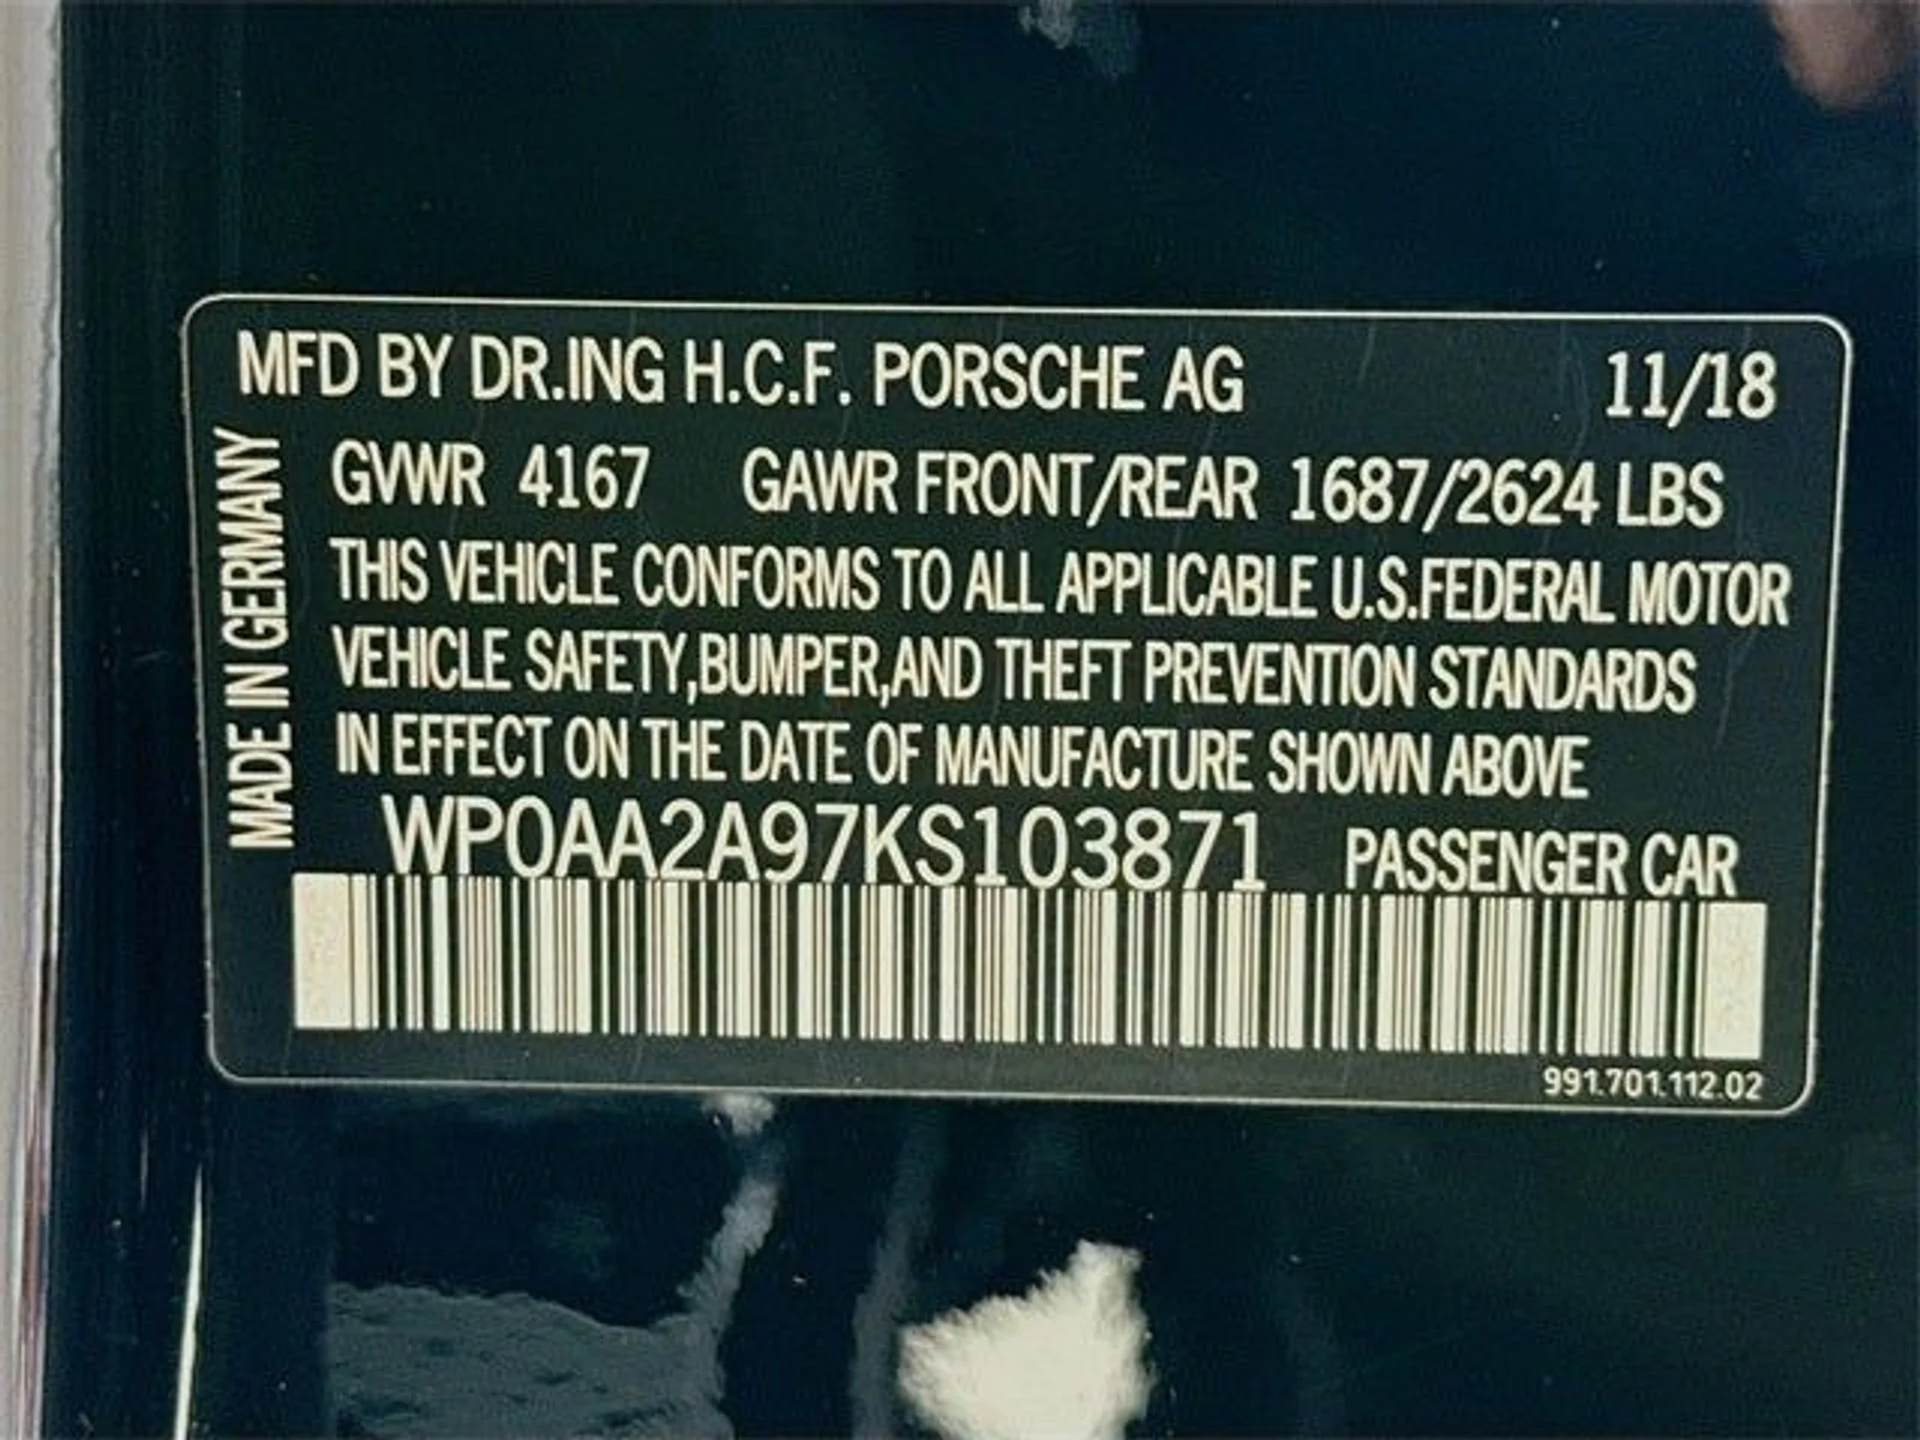 MFD BY DR.ING H.C.F. PORSCHE AG 11/18
MADE IN GERMANY
GVWR 4167 GAWR FRONT/REAR 1687/2624 LBS
THIS VEHICLE CONFORMS TO ALL APPLICABLE U.S.FEDERAL MOTOR
VEHICLE SAFETY,BUMPER,AND THEFT PREVENTION STANDARDS
IN EFFECT ON THE DATE OF MANUFACTURE SHOWN ABOVE
WP0AA2A97KS103871 PASSENGER CAR
991.701.112.02